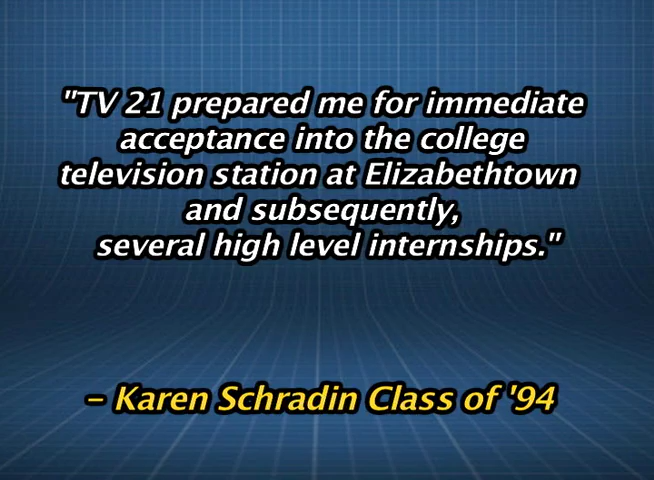 "TV 21 prepared me for immediate
acceptance into the college
television station at Elizabethtown
and subsequently,
several high level internships."
– Karen Schradin Class of '94